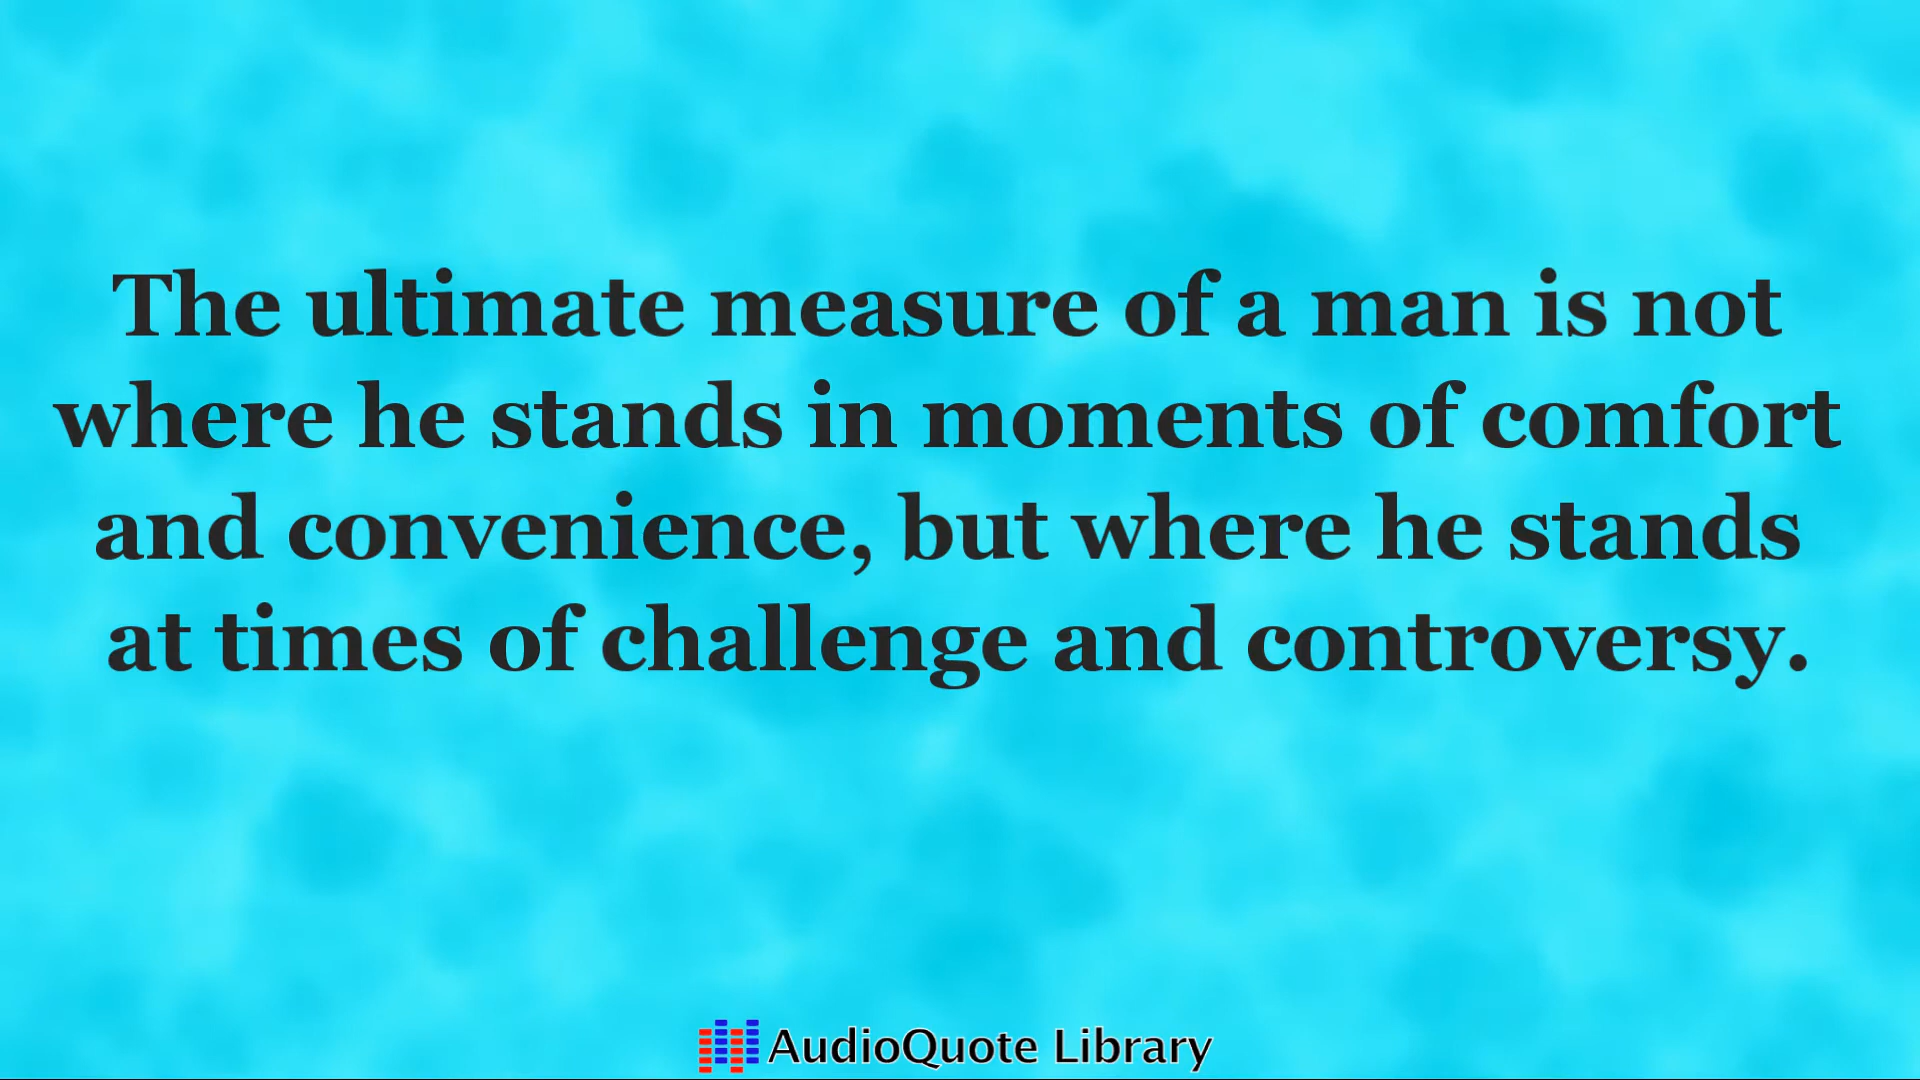 The ultimate measure of a man is not
where he stands in moments of comfort
and convenience, but where he stands
at times of challenge and controversy.
AudioQuote Library